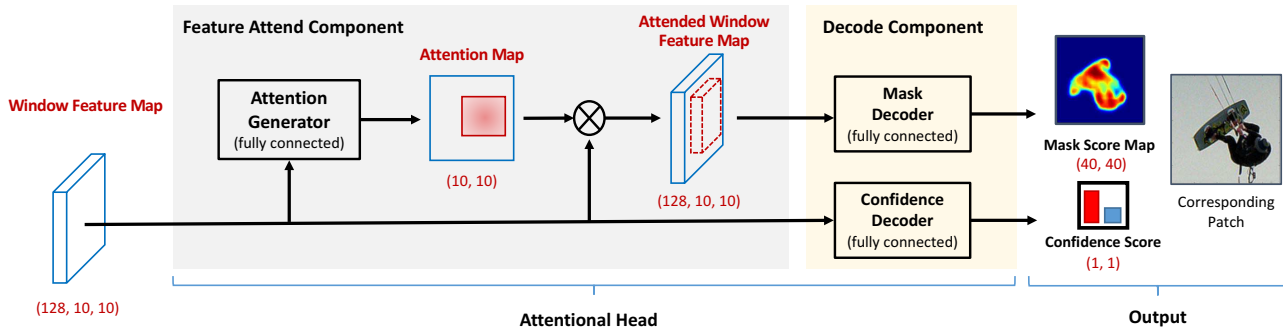 Feature Attend Component
Attended Window
Feature Map
Decode Component
Attention Map
Window Feature Map
Attention
Generator
(fully connected)
Mask
Decoder
(fully connected)
Mask Score Map
(40, 40)
(10, 10)
(128, 10, 10)
Confidence
Decoder
(fully connected)
Corresponding
Patch
Confidence Score
(1, 1)
(128, 10, 10)
Attentional Head
Output